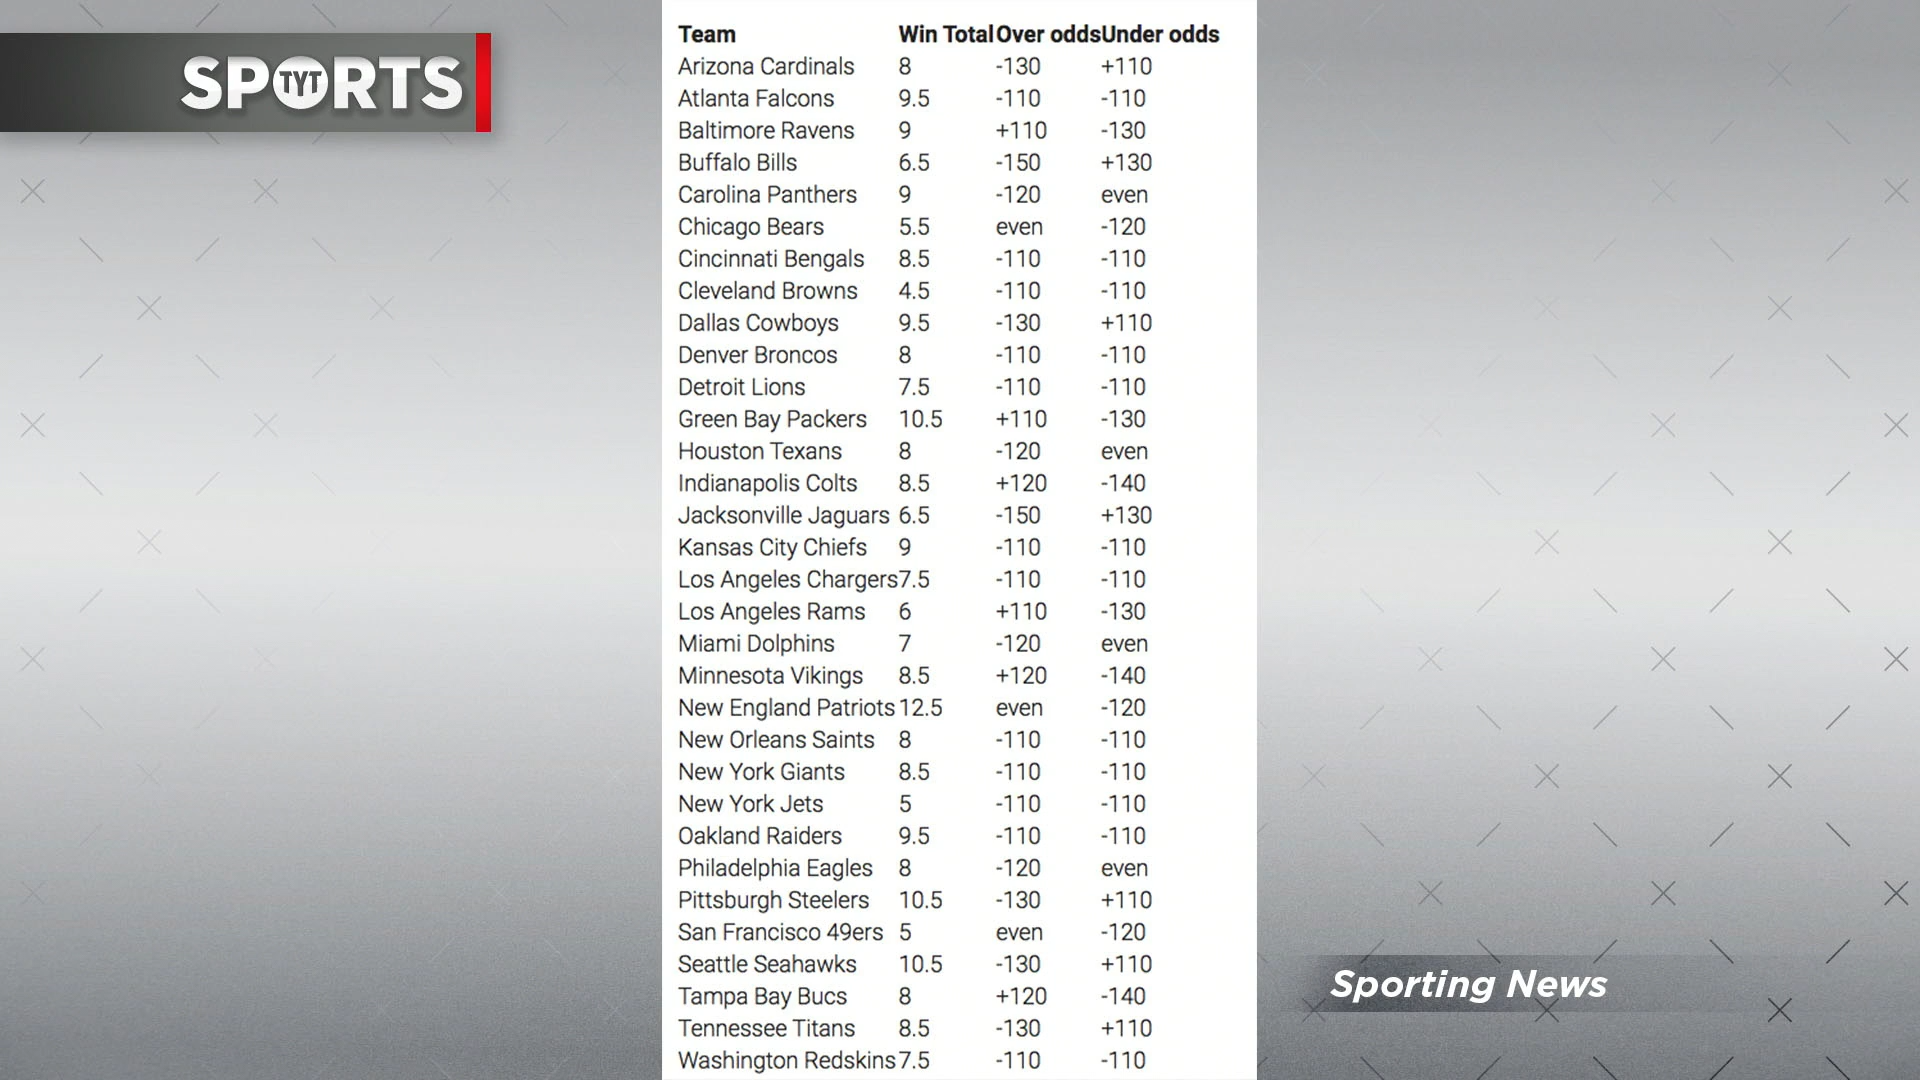 SPORTS
TYT
Team Win Total Over odds Under odds
Arizona Cardinals 8 -130 +110
Atlanta Falcons 9.5 -110 -110
Baltimore Ravens 9 +110 -130
Buffalo Bills 6.5 -150 +130
Carolina Panthers 9 -120 even
Chicago Bears 5.5 even -120
Cincinnati Bengals 8.5 -110 -110
Cleveland Browns 4.5 -110 -110
Dallas Cowboys 9.5 -130 +110
Denver Broncos 8 -110 -110
Detroit Lions 7.5 -110 -110
Green Bay Packers 10.5 +110 -130
Houston Texans 8 -120 even
Indianapolis Colts 8.5 +120 -140
Jacksonville Jaguars 6.5 -150 +130
Kansas City Chiefs 9 -110 -110
Los Angeles Chargers 7.5 -110 -110
Los Angeles Rams 6 +110 -130
Miami Dolphins 7 -120 even
Minnesota Vikings 8.5 +120 -140
New England Patriots 12.5 even -120
New Orleans Saints 8 -110 -110
New York Giants 8.5 -110 -110
New York Jets 5 -110 -110
Oakland Raiders 9.5 -110 -110
Philadelphia Eagles 8 -120 even
Pittsburgh Steelers 10.5 -130 +110
San Francisco 49ers 5 even -120
Seattle Seahawks 10.5 -130 +110
Tampa Bay Bucs 8 +120 -140
Tennessee Titans 8.5 -130 +110
Washington Redskins 7.5 -110 -110
Sporting News